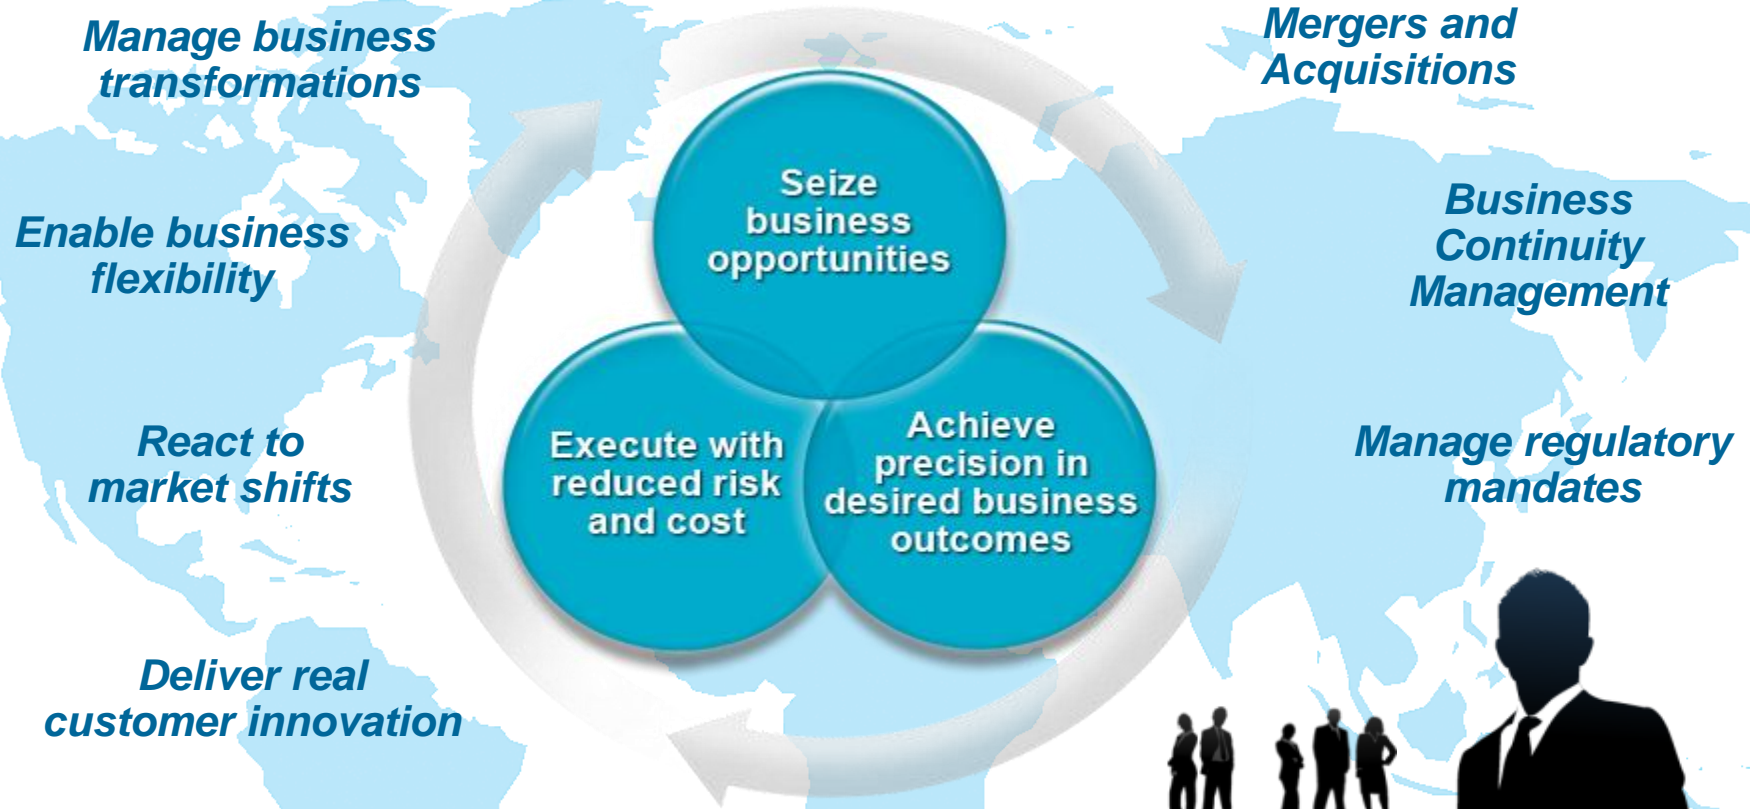 Manage business
transformations
Enable business
flexibility
React to
market shifts
Deliver real
customer innovation
Seize
business
opportunities
Execute with
reduced risk
and cost
Achieve
precision in
desired business
outcomes
Mergers and
Acquisitions
Business
Continuity
Management
Manage regulatory
mandates